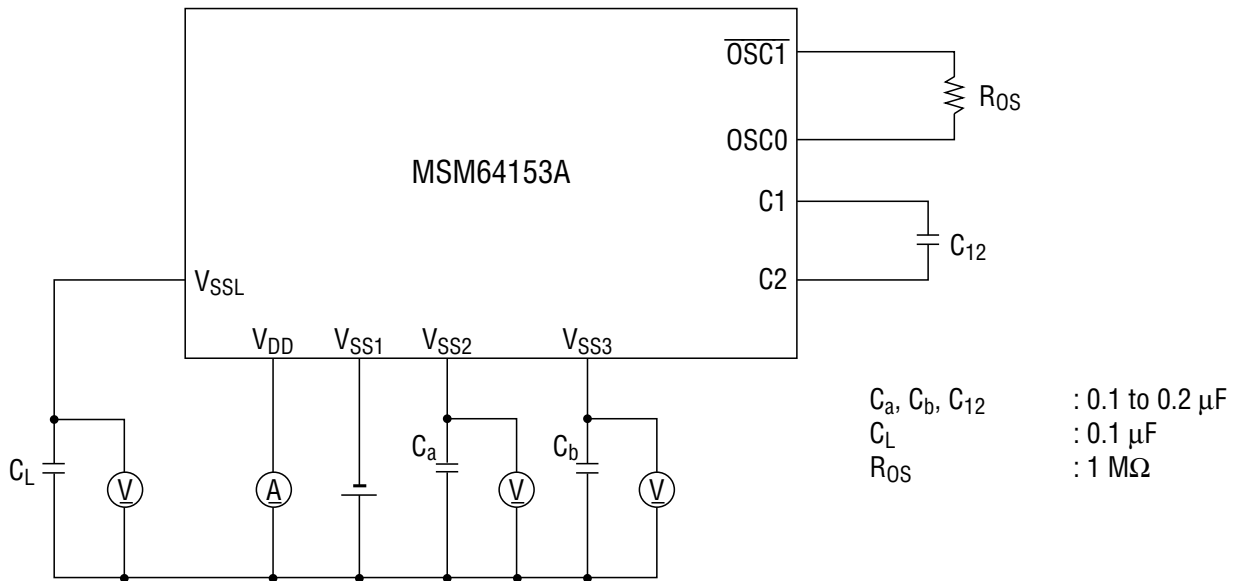 OSC1
R_OS
OSC0
MSM64153A
C1
C_12
C2
V_SSL
V_DD V_SS1 V_SS2 V_SS3
C_a, C_b, C_12 : 0.1 to 0.2 μF
C_L : 0.1 μF
R_OS : 1 MΩ
C_a C_b
C_L V A V V